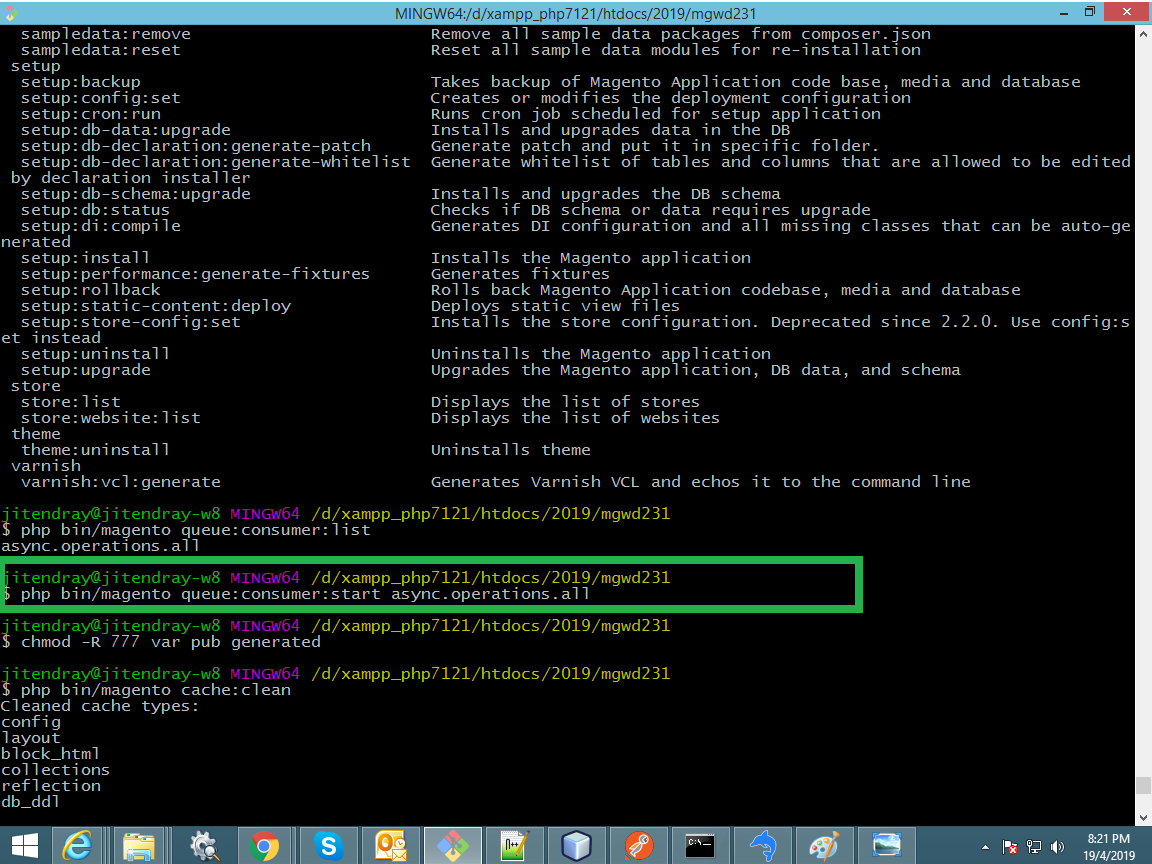 MINGW64:/d/xampp_php7121/htdocs/2019/mgwd231
sampledata:remove Remove all sample data packages from composer.json
sampledata:reset Reset all sample data modules for re-installation
setup
setup:backup Takes backup of Magento Application code base, media and database
setup:config:set Creates or modifies the deployment configuration
setup:cron:run Runs cron job scheduled for setup application
setup:db-data:upgrade Installs and upgrades data in the DB
setup:db-declaration:generate-patch Generate patch and put it in specific folder.
setup:db-declaration:generate-whitelist Generate whitelist of tables and columns that are allowed to be edited
by declaration installer
setup:db-schema:upgrade Installs and upgrades the DB schema
setup:db:status Checks if DB schema or data requires upgrade
setup:di:compile Generates DI configuration and all missing classes that can be auto-ge
nerated
setup:install Installs the Magento application
setup:performance:generate-fixtures Generates fixtures
setup:rollback Rolls back Magento Application codebase, media and database
setup:static-content:deploy Deploys static view files
setup:store-config:set Installs the store configuration. Deprecated since 2.2.0. Use config:s
et instead
setup:uninstall Uninstalls the Magento application
setup:upgrade Upgrades the Magento application, DB data, and schema
store
store:list Displays the list of stores
store:website:list Displays the list of websites
theme
theme:uninstall Uninstalls theme
varnish
varnish:vcl:generate Generates Varnish VCL and echos it to the command line
jitendray@jitendray-w8 MINGW64 /d/xampp_php7121/htdocs/2019/mgwd231
$ php bin/magento queue:consumer:list
async.operations.all
jitendray@jitendray-w8 MINGW64 /d/xampp_php7121/htdocs/2019/mgwd231
$ php bin/magento queue:consumer:start async.operations.all
jitendray@jitendray-w8 MINGW64 /d/xampp_php7121/htdocs/2019/mgwd231
$ chmod -R 777 var pub generated
jitendray@jitendray-w8 MINGW64 /d/xampp_php7121/htdocs/2019/mgwd231
$ php bin/magento cache:clean
Cleaned cache types:
config
layout
block_html
collections
reflection
db_ddl
8:21 PM
19/4/2019